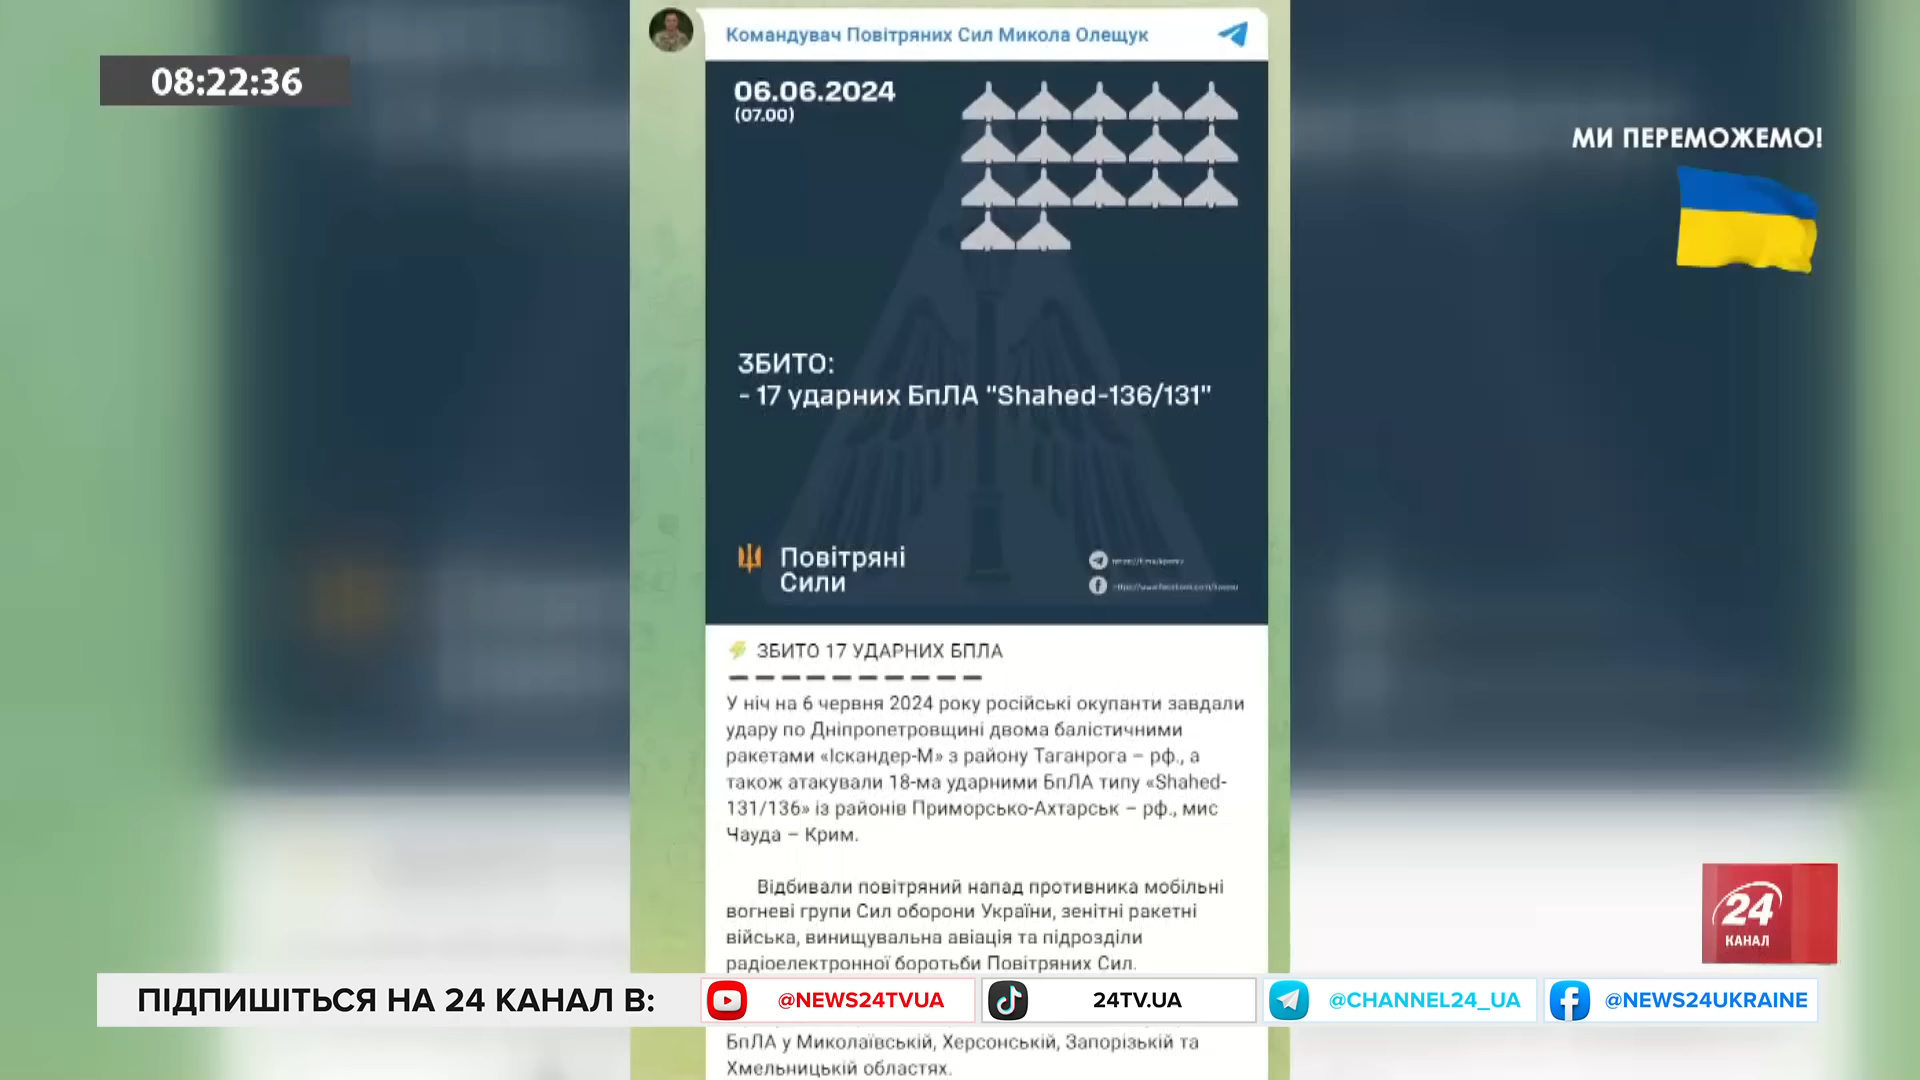 08:22:36
Командувач Повітряних Сил Микола Олещук
06.06.2024
(07.00)
МИ ПЕРЕМОЖЕМО!
ЗБИТО:
- 17 ударних БпЛА "Shahed-136/131"
Повітряні
Сили
ЗБИТО 17 УДАРНИХ БПЛА
У ніч на 6 червня 2024 року російські окупанти завдали
удару по Дніпропетровщині двома балістичними
ракетами «Іскандер-М» з району Таганрога – рф., а
також атакували 18-ма ударними БпЛА типу «Shahed-
131/136» із районів Приморсько-Ахтарськ – рф., мис
Чауда – Крим.
Відбивали повітряний напад противника мобільні
вогневі групи Сил оборони України, зенітні ракетні
війська, винищувальна авіація та підрозділи
радіоелектронної боротьби Повітряних Сил.
24
КАНАЛ
ПІДПИШІТЬСЯ НА 24 КАНАЛ В:
@NEWS24TVUA
24TV.UA
@CHANNEL24_UA
@NEWS24UKRAINE
БпЛА у Миколаївській, Херсонській, Запорізькій та
Хмельницькій областях.